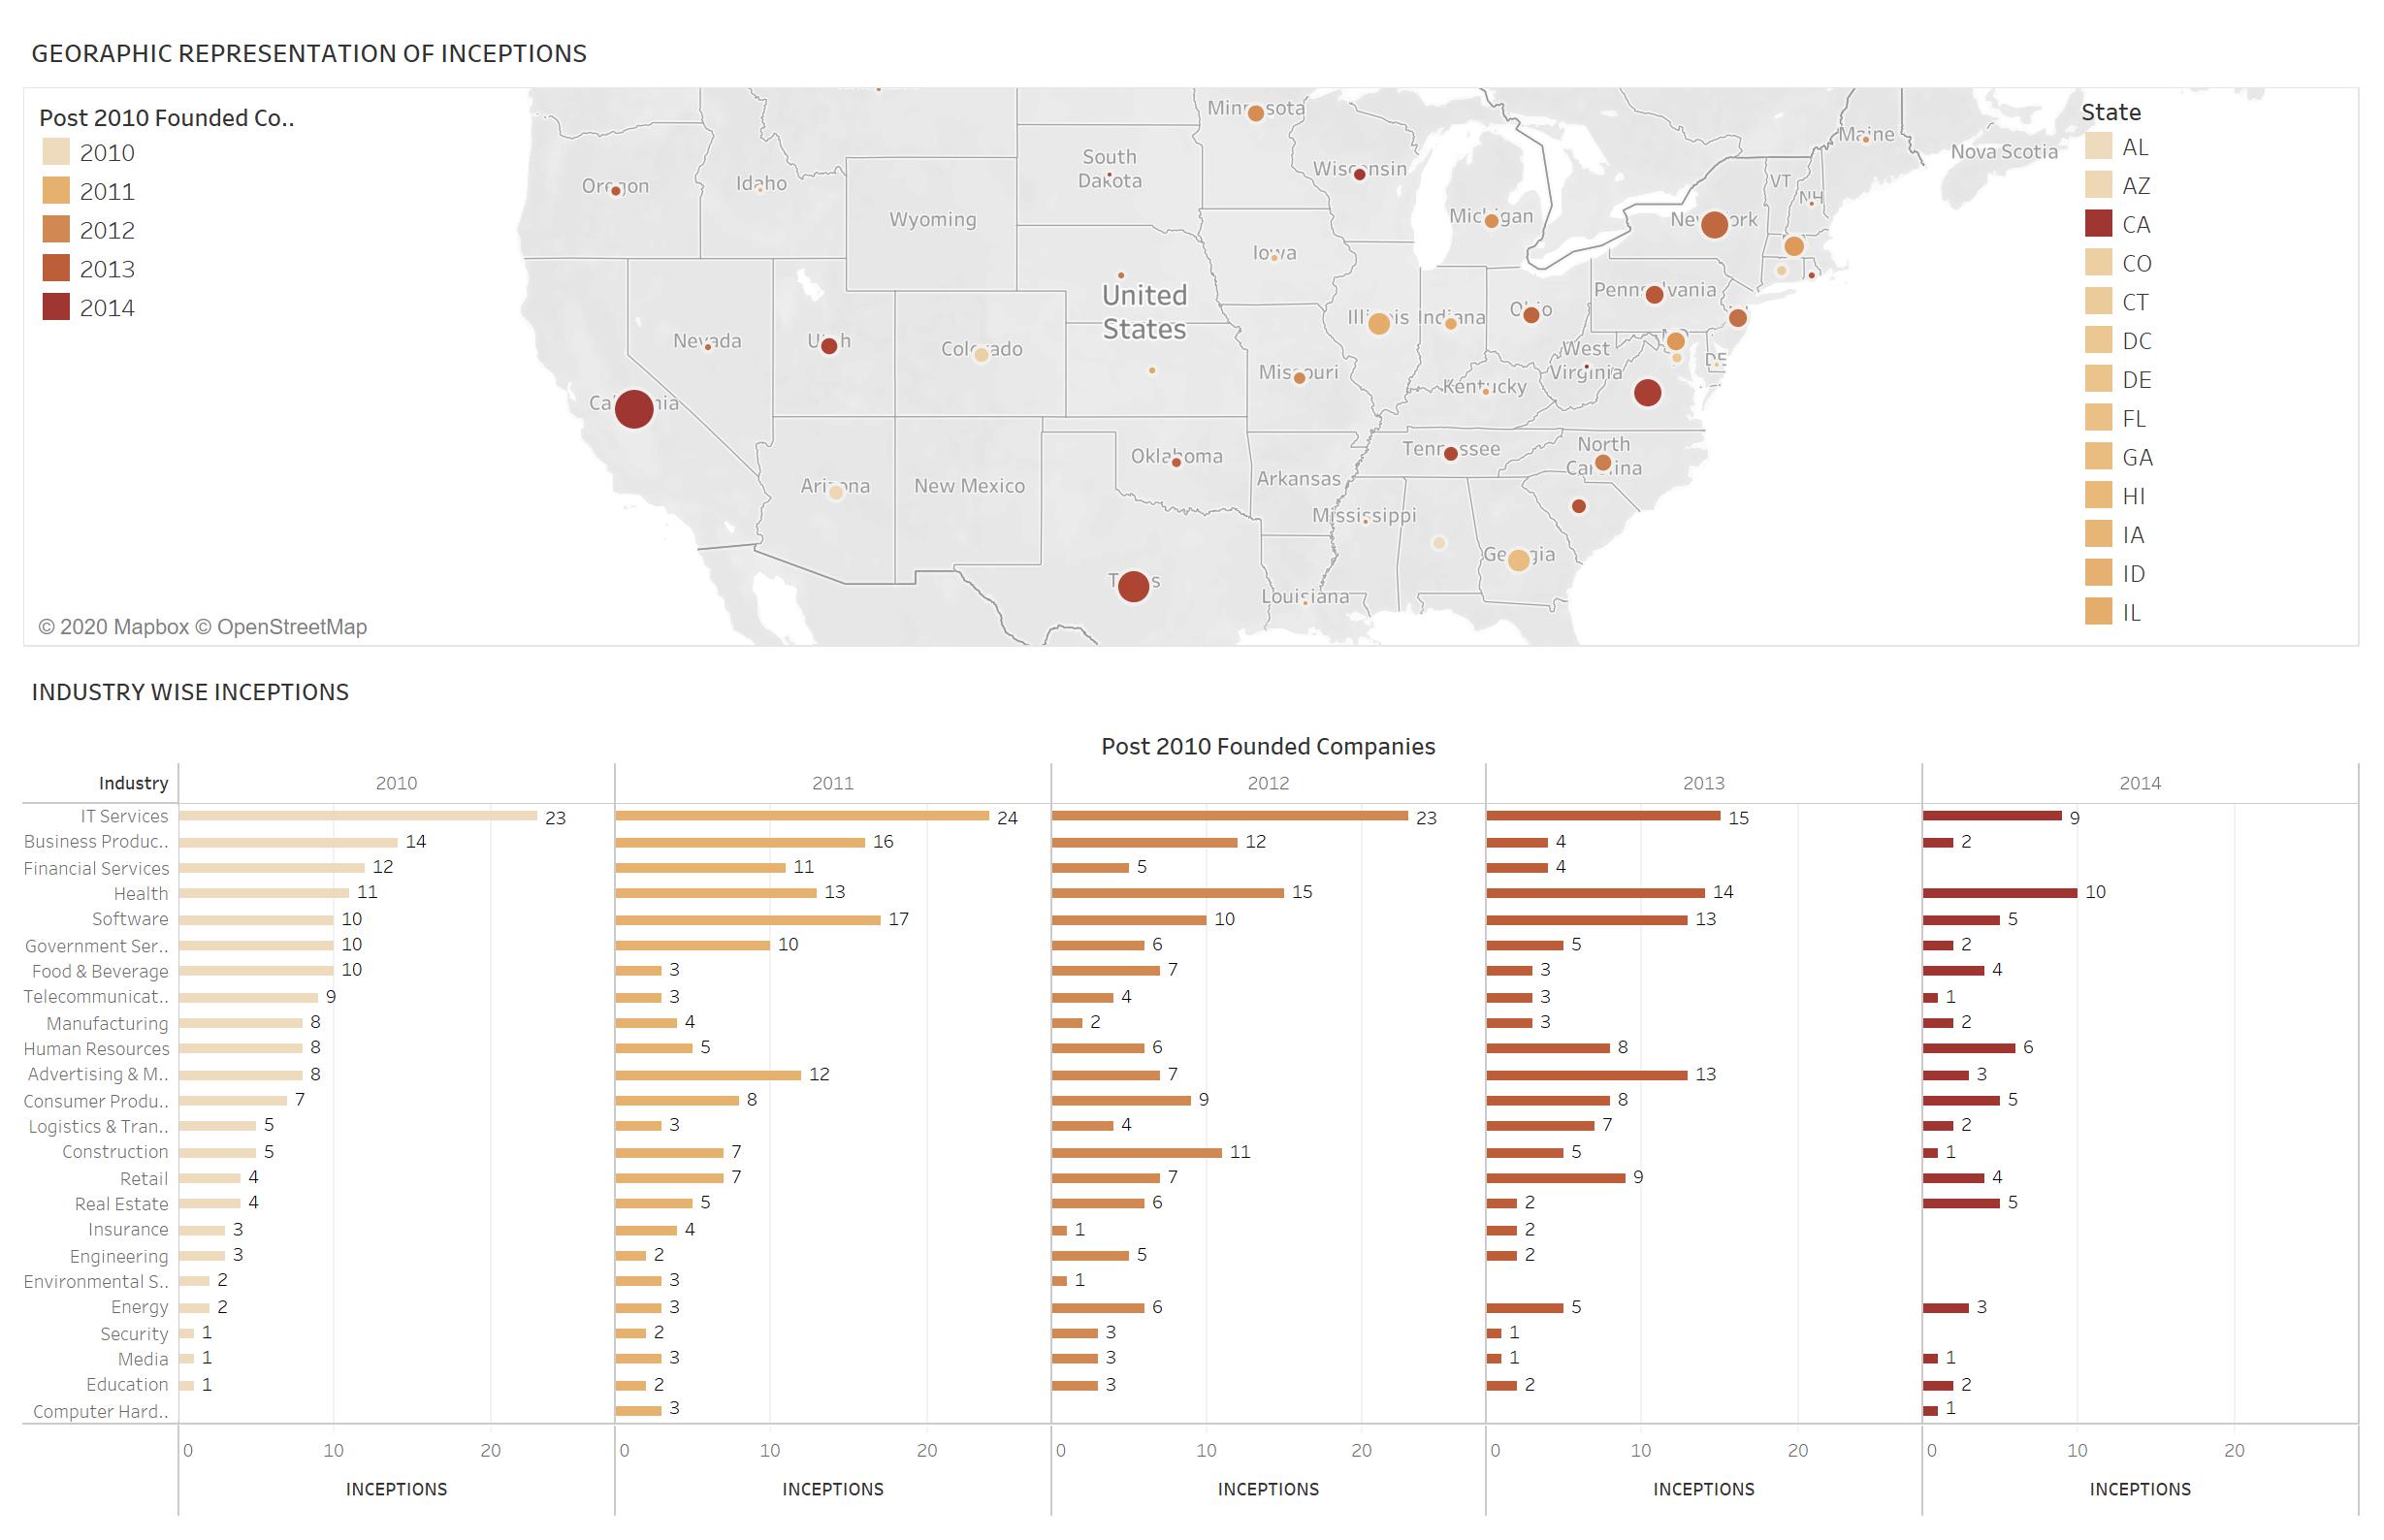 GEORAPHIC REPRESENTATION OF INCEPTIONS
Post 2010 Founded Co..
2010
2011
2012
2013
2014
Minnesota
South Dakota
Wisconsin
Maine
Nova Scotia
Oregon
Idaho
Wyoming
Michigan
New York
VT
NH
Iowa
United States
Pennsylvania
Illinois
Indiana
Ohio
Nevada
Utah
Colorado
West Virginia
DE
California
Missouri
Kentucky
Arizona
New Mexico
Oklahoma
Arkansas
Tennessee
North Carolina
Mississippi
Georgia
Texas
Louisiana
© 2020 Mapbox © OpenStreetMap
State
AL
AZ
CA
CO
CT
DC
DE
FL
GA
HI
IA
ID
IL
INDUSTRY WISE INCEPTIONS
Post 2010 Founded Companies
Industry 2010 2011 2012 2013 2014
IT Services 23 24 23 15 9
Business Produc.. 14 16 12 4 2
Financial Services 12 11 5 4
Health 11 13 15 14 10
Software 10 17 10 13 5
Government Ser.. 10 10 6 5 2
Food & Beverage 10 3 7 3 4
Telecommunicat.. 9 3 4 3 1
Manufacturing 8 4 2 3 2
Human Resources 8 5 6 8 6
Advertising & M.. 8 12 7 13 3
Consumer Produ.. 7 8 9 8 5
Logistics & Tran.. 5 3 4 7 2
Construction 5 7 11 5 1
Retail 4 7 7 9 4
Real Estate 4 5 6 2 5
Insurance 3 4 1 2
Engineering 3 2 5 2
Environmental S.. 2 3 1
Energy 2 3 6 5 3
Security 1 2 3 1
Media 1 3 3 1 1
Education 1 2 3 2 2
Computer Hard.. 3 1
0 10 20 0 10 20 0 10 20 0 10 20 0 10 20
INCEPTIONS INCEPTIONS INCEPTIONS INCEPTIONS INCEPTIONS